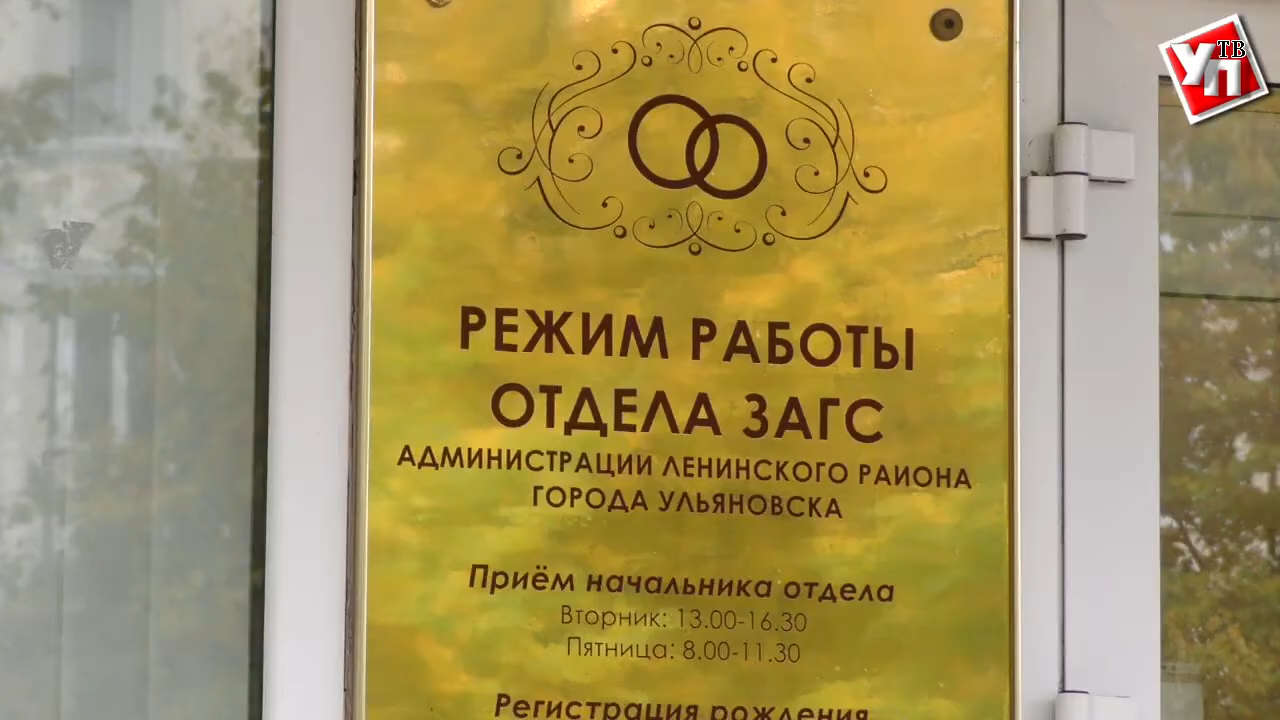 УП ТВ
РЕЖИМ РАБОТЫ
ОТДЕЛА ЗАГС
АДМИНИСТРАЦИИ ЛЕНИНСКОГО РАИОНА
ГОРОДА УЛЬЯНОВСКА
Приём начальника отдела
Вторник: 13.00-16.30
Пятница: 8.00-11.30
Регистрация рождения